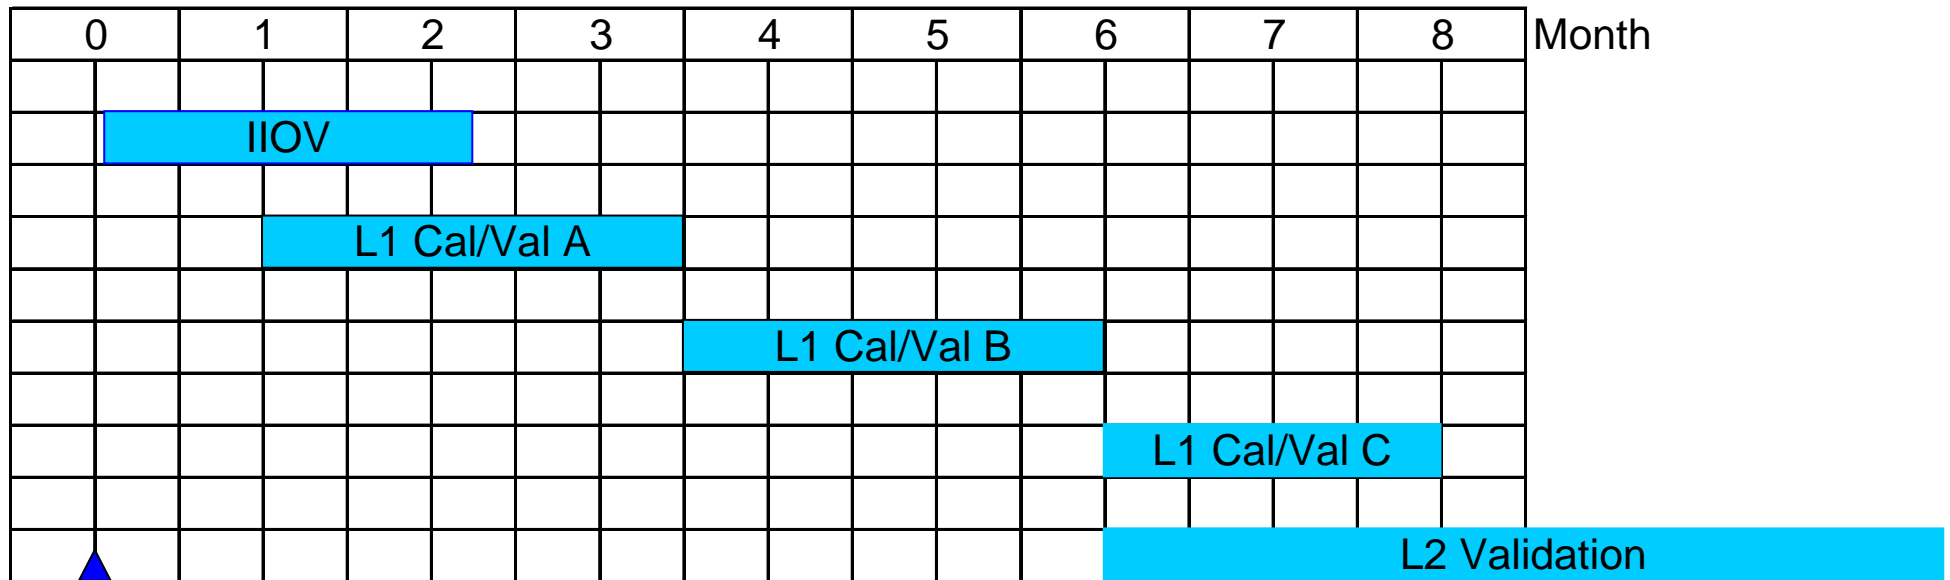 0 1 2 3 4 5 6 7 8 Month
IIOV
L1 Cal/Val A
L1 Cal/Val B
L1 Cal/Val C
L2 Validation